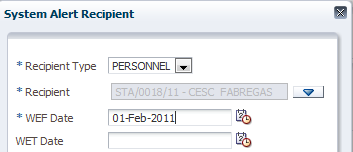 System Alert Recipient
* Recipient Type PERSONNEL
* Recipient STA/0018/11 - CESC FABREGAS
* WEF Date 01-Feb-2011
WET Date